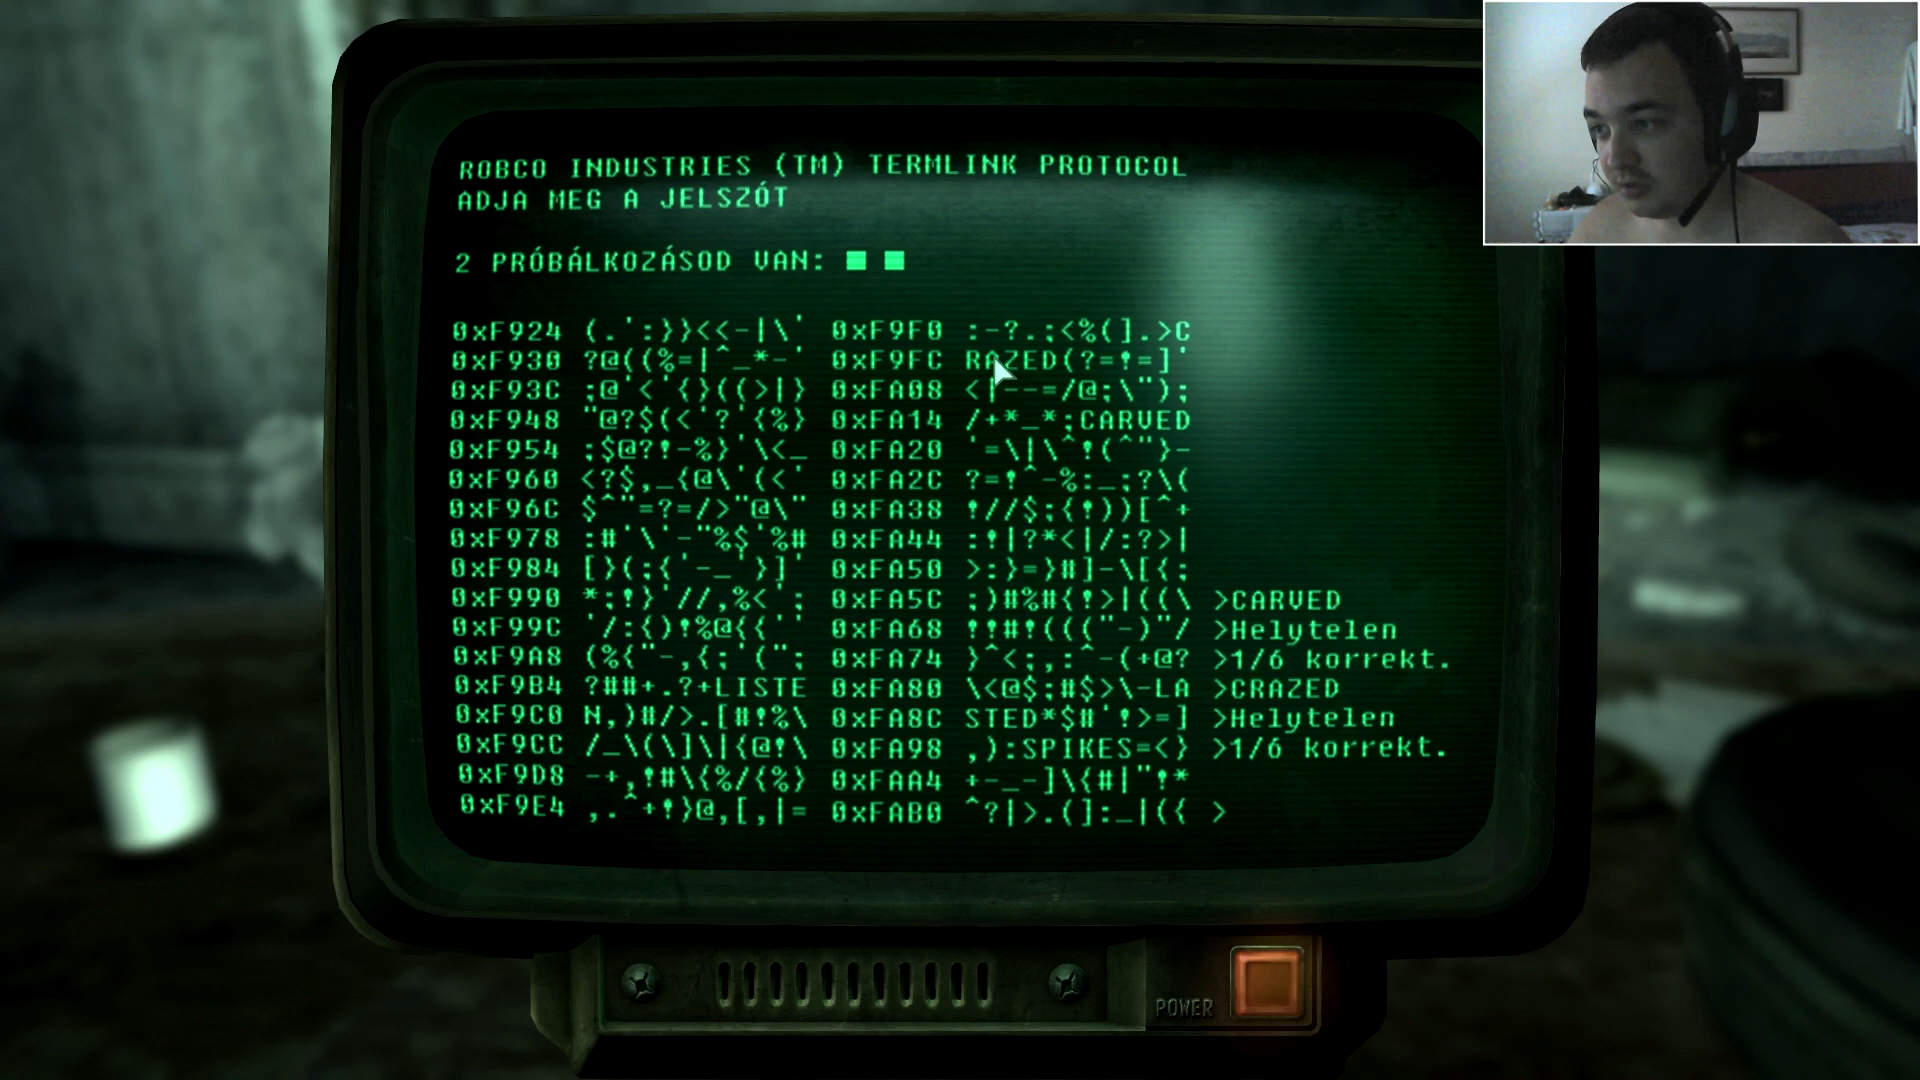 ROBCO INDUSTRIES (TM) TERMLINK PROTOCOL
ADJA MEG A JELSZÓT
2 PRÓBÁLKOZÁSOD VAN: ■ ■
0xF924 (.':}}<<-|\' 0xF9F0 :-?.;<%(].>C
0xF930 ?@((%=|^_*-' 0xF9FC RAZED(?=!=]'
0xF93C ;@'<'{}((>|} 0xFA08 <|--=/@;\");
0xF948 "@?$(<'?'{%} 0xFA14 /+*_*;CARVED
0xF954 ;$@?!-%}'\<_ 0xFA20 '=\|\^!(^"}-
0xF960 <?$,_{@\'(<' 0xFA2C ?=!^-%:_;?\(
0xF96C $^"=?=/>"@\" 0xFA38 !//$;{!))[^+
0xF978 :#'\'-"%$'%# 0xFA44 :!|?*<|/:?>|
0xF984 [}(;{'-_'}]' 0xFA50 >:}=}#]-\[{;
0xF990 *;!}'//,%<'; 0xFA5C ;)#%#{!>|((\ >CARVED
0xF99C '/:{)!%@{{'' 0xFA68 !!#!((("-)"/ >Helytelen
0xF9A8 (%{"-,{;'("; 0xFA74 }^<;,:^-(+@? >1/6 korrekt.
0xF9B4 ?##+.?+LISTE 0xFA80 \<@$;#$>\-LA >CRAZED
0xF9C0 N,)#/>.[#!%\ 0xFA8C STED*$#'!>=] >Helytelen
0xF9CC /_\(\]\|{@!\ 0xFA98 ,):SPIKES=<} >1/6 korrekt.
0xF9D8 -+,!#\{%/{%} 0xFAA4 +-_-]\{#|"!*
0xF9E4 ,.^+!}@,[,|= 0xFAB0 ^?|>.(]:_|({ >
POWER